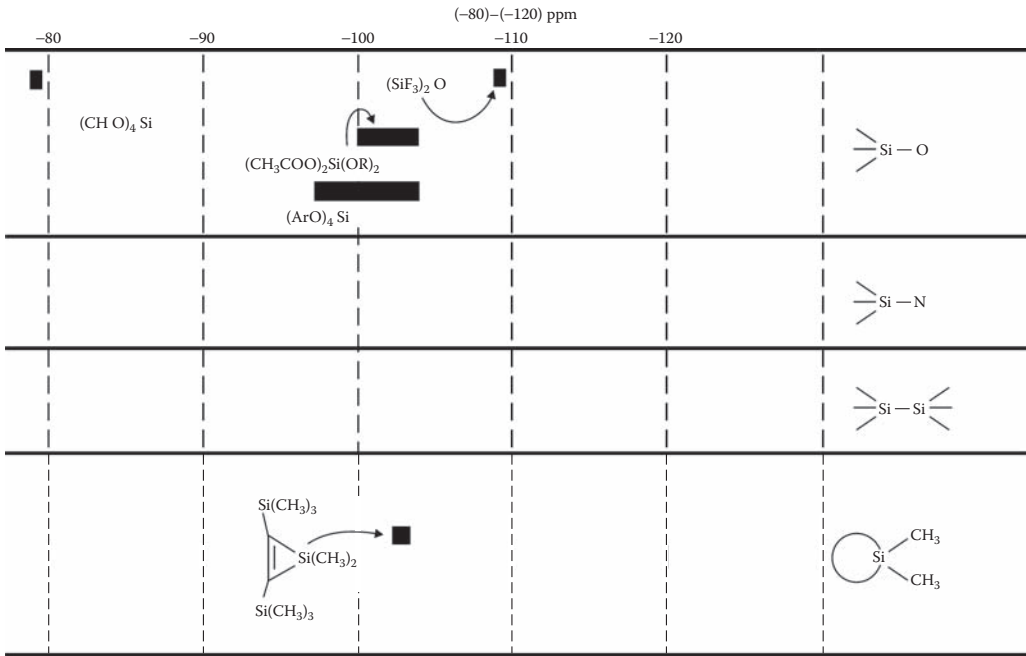 (–80)–(–120) ppm
–80 –90 –100 –110 –120
(SiF₃)₂ O
(CH O)₄ Si
Si — O
(CH₃COO)₂Si(OR)₂
(ArO)₄ Si
Si — N
Si — Si
Si(CH₃)₃
CH₃
Si(CH₃)₂
Si
CH₃
Si(CH₃)₃